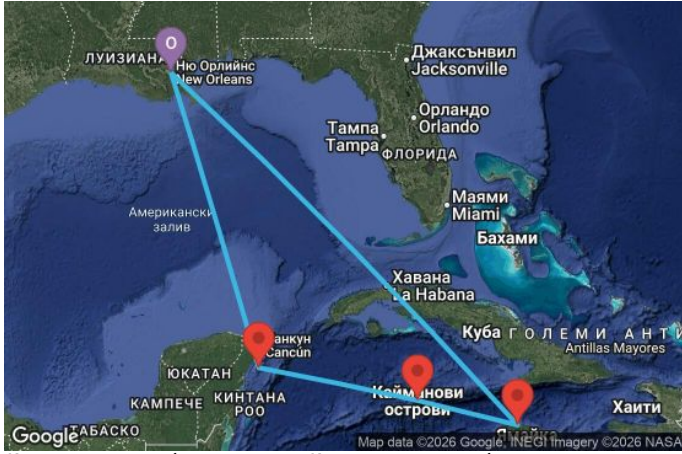 O
ЛУИЗИАНА
Ню Орлийнс
New Orleans
Джаксънвил
Jacksonville
Орландо
Orlando
Тампа
Tampa
ФЛОРИДА
Маями
Miami
Американски
залив
Бахами
Хавана
La Habana
Куба
ГОЛЕМИ АНТИ
Antillas Mayores
Канкун
Cancún
ЮКАТАН
КАМПЕЧЕ
КИНТАНА
РОО
Кайманови
острови
Хаити
ТАБАСКО
Google
Map data ©2026 Google, INEGI Imagery ©2026 NASA